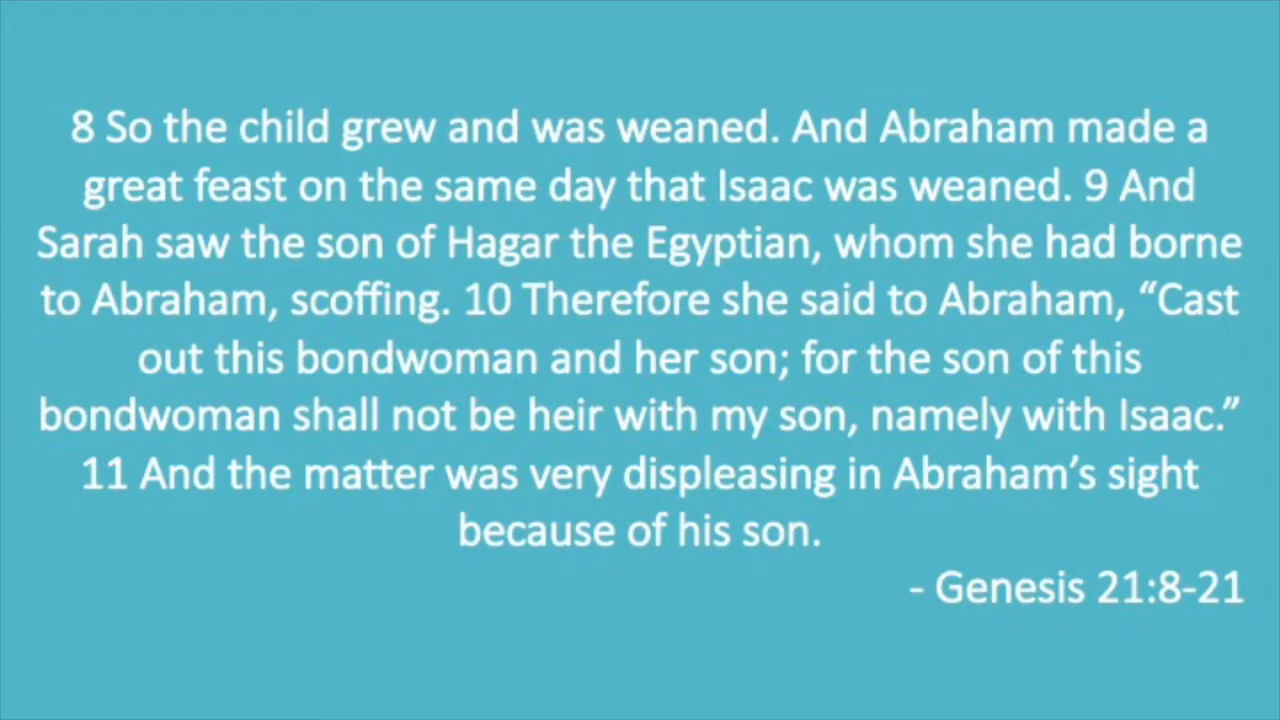 8 So the child grew and was weaned. And Abraham made a
great feast on the same day that Isaac was weaned. 9 And
Sarah saw the son of Hagar the Egyptian, whom she had borne
to Abraham, scoffing. 10 Therefore she said to Abraham, “Cast
out this bondwoman and her son; for the son of this
bondwoman shall not be heir with my son, namely with Isaac.”
11 And the matter was very displeasing in Abraham’s sight
because of his son.
- Genesis 21:8-21